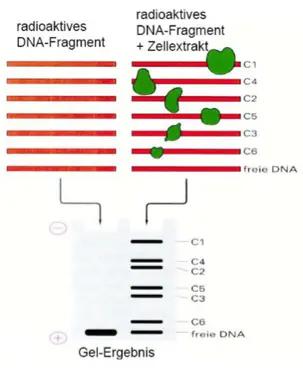 radioaktives
DNA-Fragment
radioaktives
DNA-Fragment
+ Zellextrakt
C1
C4
C2
C5
C3
C6
freie DNA
−
C1
C4
C2
C5
C3
C6
+
freie DNA
Gel-Ergebnis